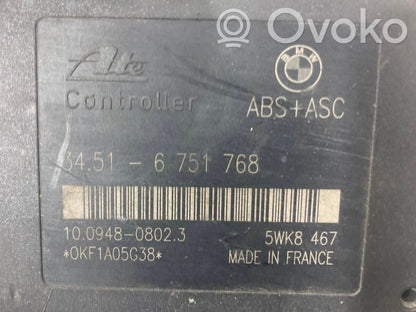 Ovoko
Ate
BMW
Controller ABS+ASC
34.51 - 6 751 768
10.0948-0802.3 5WK8 467
*0KF1A05G38* MADE IN FRANCE